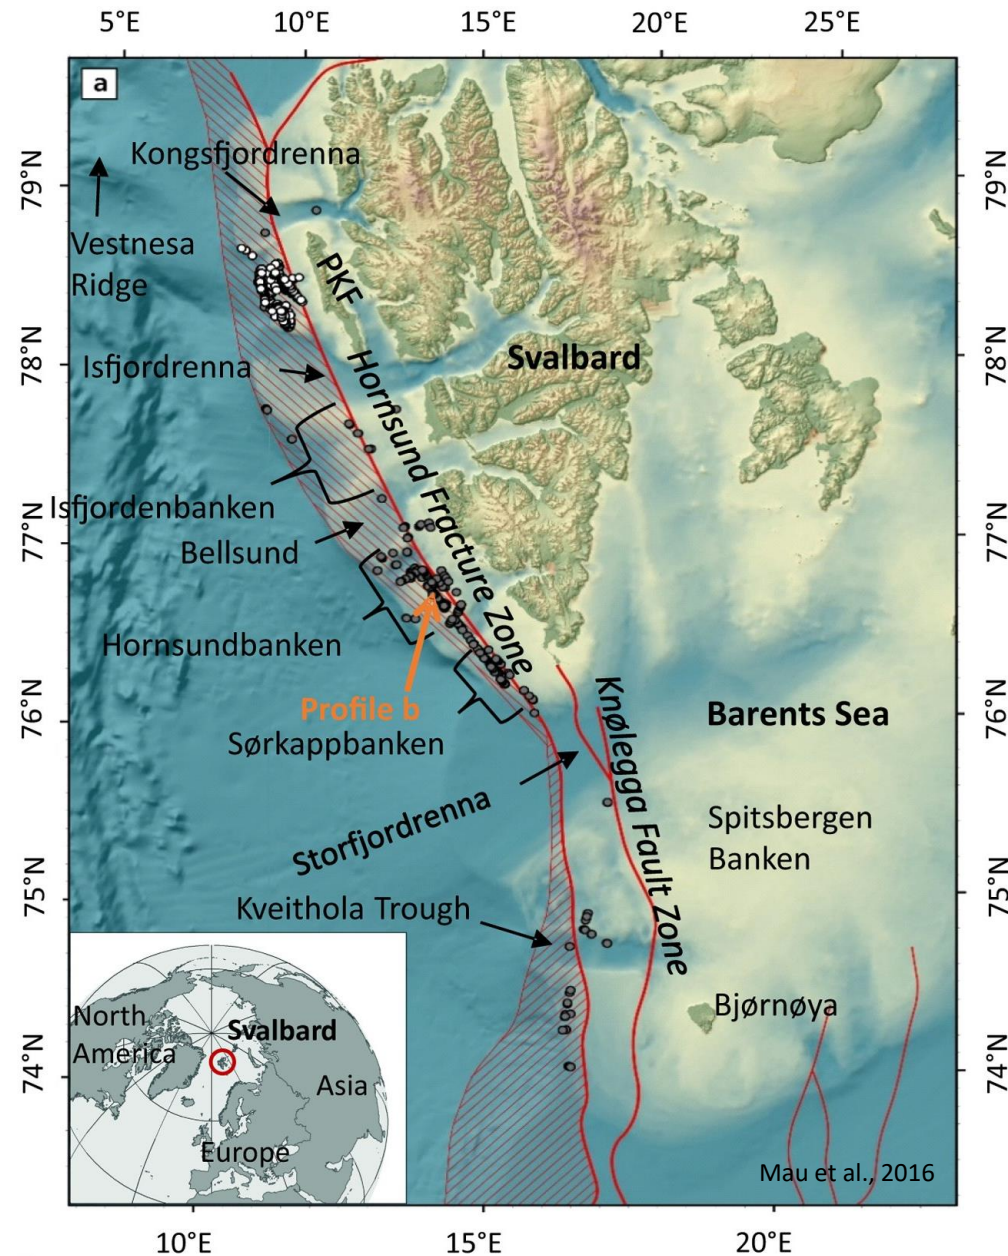 5°E 10°E 15°E 20°E 25°E
a
79°N
78°N
77°N
76°N
75°N
74°N
79°N
78°N
77°N
76°N
75°N
74°N
Kongsfjordrenna
Vestnesa
Ridge
PKF
Isfjordrenna
Svalbard
Hornsund Fracture Zone
Isfjordenbanken
Bellsund
Hornsundbanken
Profile b
Sørkappbanken
Knølegga Fault Zone
Barents Sea
Storfjordrenna
Spitsbergen
Banken
Kveithola Trough
Bjørnøya
North
America
Svalbard
Asia
Europe
Mau et al., 2016
10°E 15°E 20°E